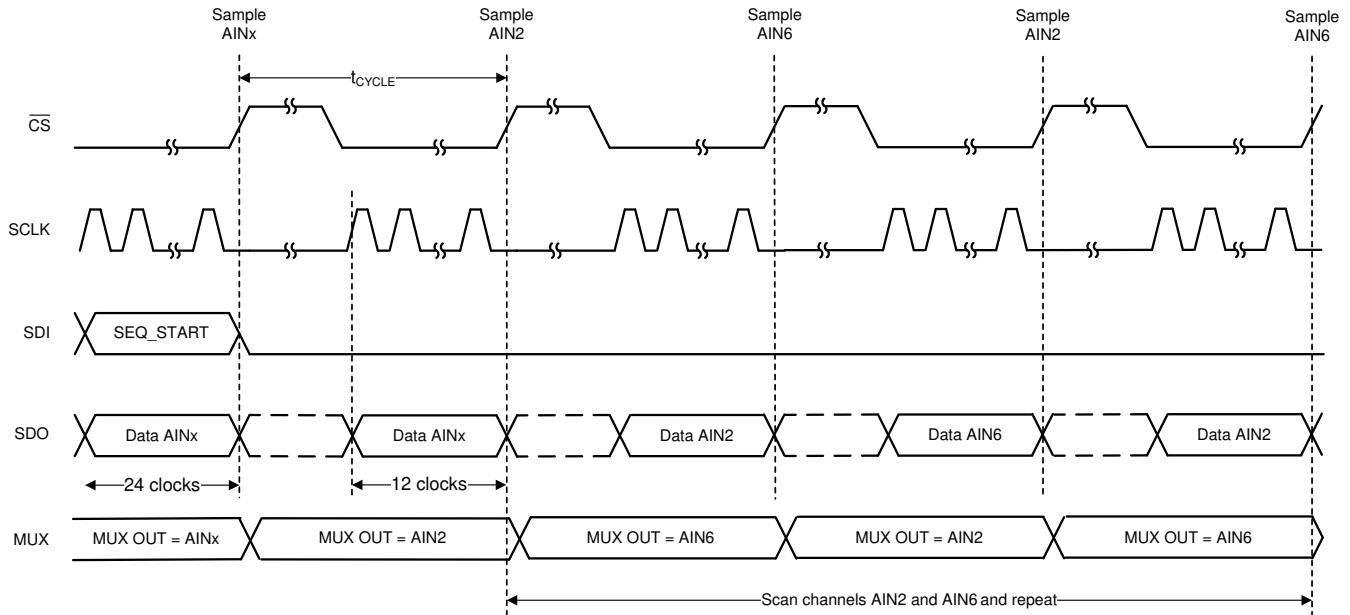 Sample
AINx
Sample
AIN2
Sample
AIN6
Sample
AIN2
Sample
AIN6
tCYCLE
CS
SCLK
SDI
SEQ_START
SDO
Data AINx
Data AINx
Data AIN2
Data AIN6
Data AIN2
24 clocks
12 clocks
MUX
MUX OUT = AINx
MUX OUT = AIN2
MUX OUT = AIN6
MUX OUT = AIN2
MUX OUT = AIN6
Scan channels AIN2 and AIN6 and repeat